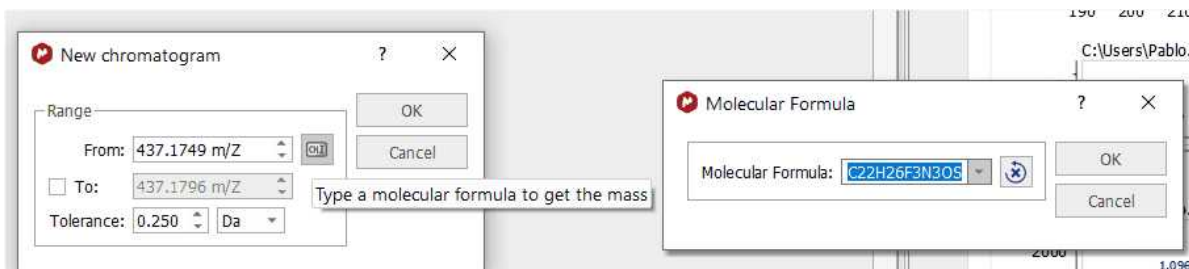 190 200 210
C:\Users\Pablo.
New chromatogram ?
Range
OK
From: 437.1749 m/Z
Cancel
To: 437.1796 m/Z
Type a molecular formula to get the mass
Tolerance: 0.250 Da
Molecular Formula ?
Molecular Formula: C22H26F3N3OS
OK
Cancel
2000
1.096